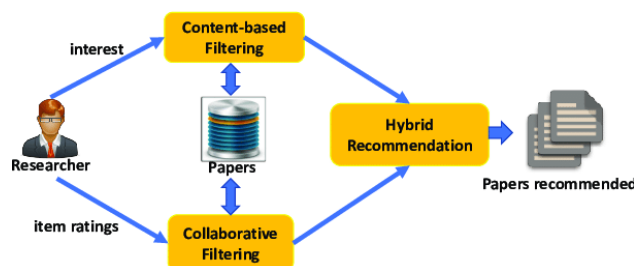 Content-based
Filtering
interest
Researcher
Papers
Hybrid
Recommendation
Papers recommended
item ratings
Collaborative
Filtering